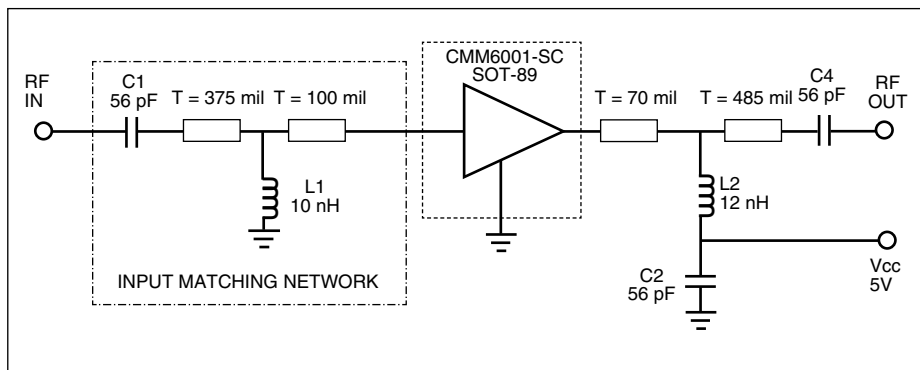 RF
IN
C1
56 pF
T = 375 mil
T = 100 mil
L1
10 nH
INPUT MATCHING NETWORK
CMM6001-SC
SOT-89
T = 70 mil
T = 485 mil
C4
56 pF
RF
OUT
L2
12 nH
C2
56 pF
Vcc
5V